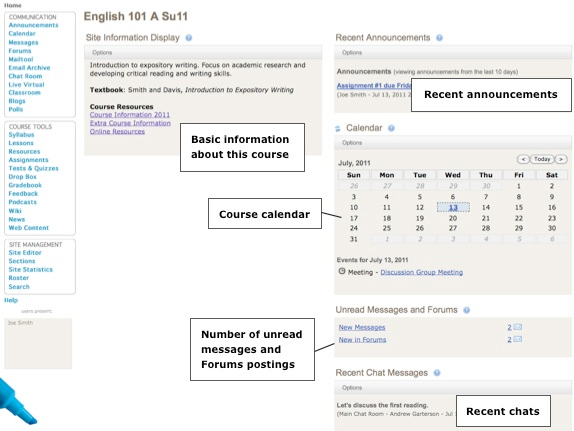 Home
COMMUNICATION
Announcements
Calendar
Messages
Forums
Mailtool
Email Archive
Chat Room
Live Virtual
Classroom
Blogs
Polls
COURSE TOOLS
Syllabus
Lessons
Resources
Assignments
Tests & Quizzes
Drop Box
Gradebook
Feedback
Podcasts
Wiki
News
Web Content
SITE MANAGEMENT
Site Editor
Sections
Site Statistics
Roster
Search
Help
users present:
Joe Smith
English 101 A Su11
Site Information Display
Options
Introduction to expository writing. Focus on academic research and
developing critical reading and writing skills.
Textbook: Smith and Davis, Introduction to Expository Writing
Course Resources
Course Information 2011
Extra Course Information
Online Resources
Basic information
about this course
Course calendar
Number of unread
messages and
Forums postings
Recent Announcements
Options
Announcements (viewing announcements from the last 10 days)
Assignment #1 due Frida
(Joe Smith - Jul 13, 2011 2
Recent announcements
Calendar
Options
July, 2011
< Today >
Sun Mon Tue Wed Thu Fri Sat
26 27 28 29 30 1 2
3 4 5 6 7 8 9
10 11 12 13 14 15 16
17 18 19 20 21 22 23
24 25 26 27 28 29 30
31 1 2 3 4 5 6
Events for July 13, 2011
Meeting - Discussion Group Meeting
Unread Messages and Forums
New Messages 2
New in Forums 2
Recent Chat Messages
Options
Let's discuss the first reading.
(Main Chat Room - Andrew Garterson - Jul
Recent chats